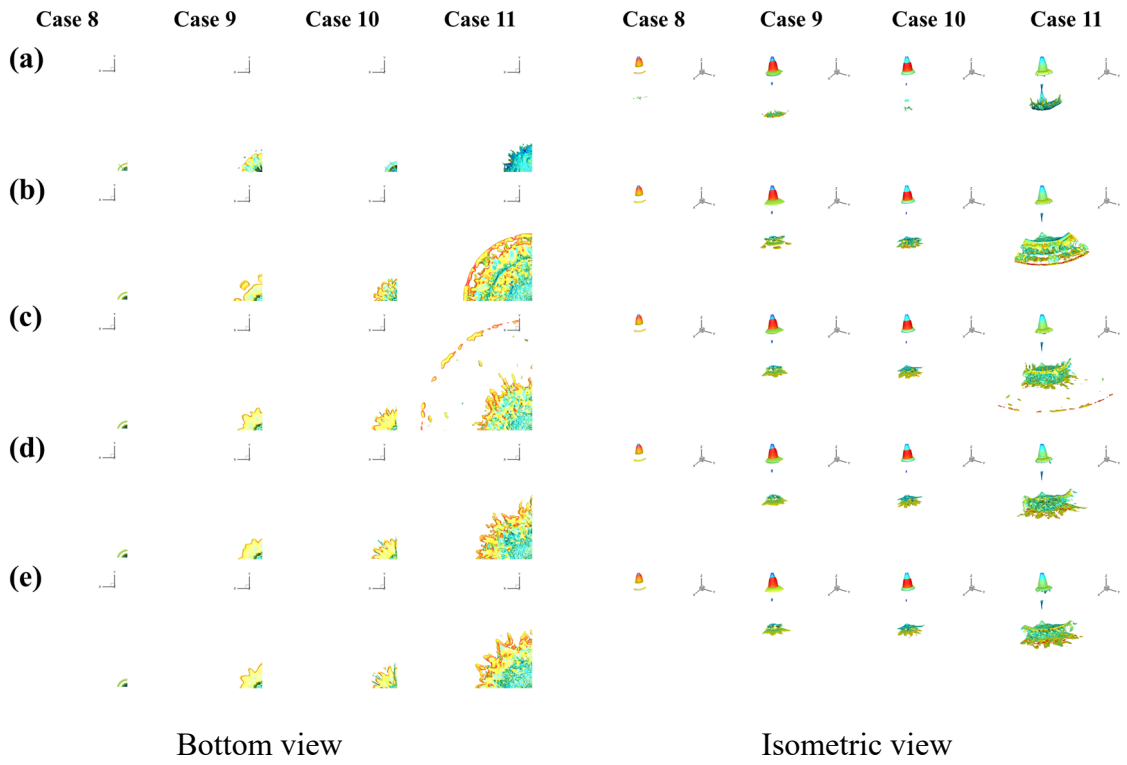 Case 8 Case 9 Case 10 Case 11 Case 8 Case 9 Case 10 Case 11
(a)
(b)
(c)
(d)
(e)
Bottom view Isometric view